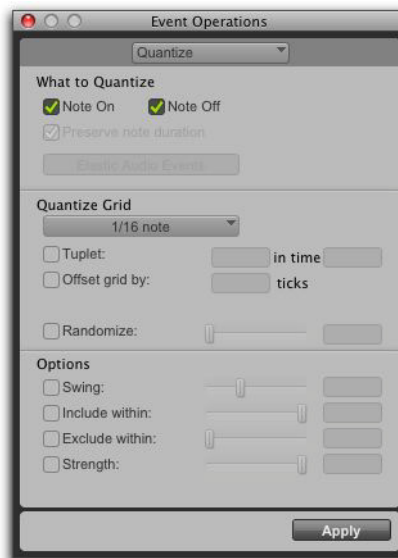 Event Operations
Quantize
What to Quantize
Note On Note Off
Preserve note duration
Elastic Audio Events
Quantize Grid
1/16 note
Tuplet: in time
Offset grid by: ticks
Randomize:
Options
Swing:
Include within:
Exclude within:
Strength:
Apply